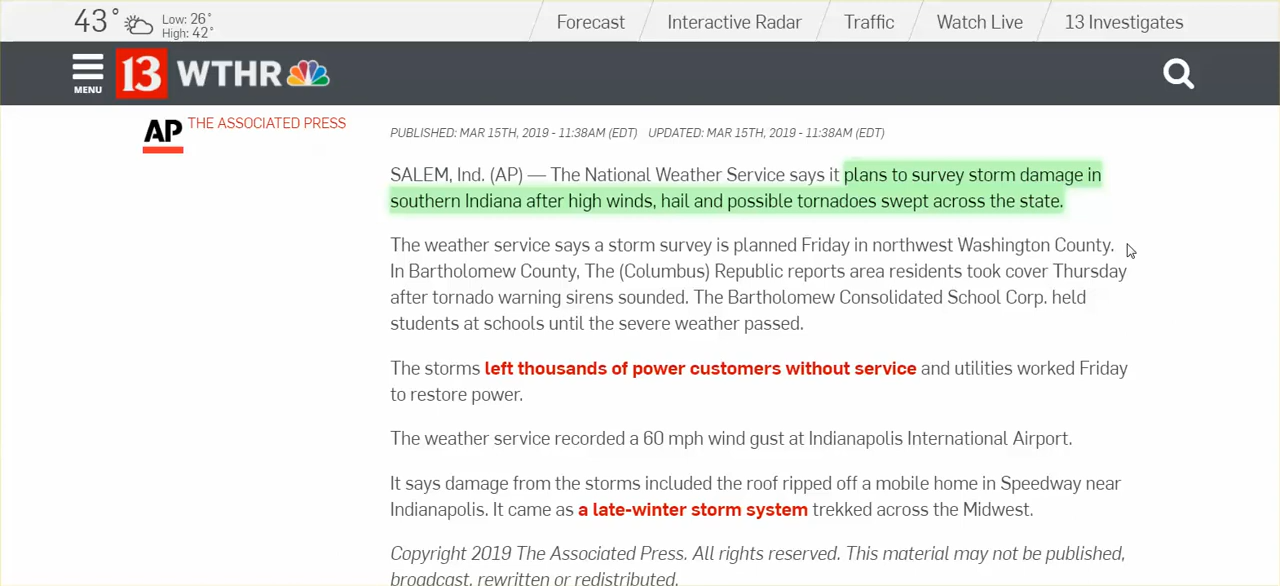 43° Low: 26° High: 42° Forecast Interactive Radar Traffic Watch Live 13 Investigates
MENU 13 WTHR
AP THE ASSOCIATED PRESS
PUBLISHED: MAR 15TH, 2019 - 11:38AM (EDT) UPDATED: MAR 15TH, 2019 - 11:38AM (EDT)
SALEM, Ind. (AP) — The National Weather Service says it plans to survey storm damage in
southern Indiana after high winds, hail and possible tornadoes swept across the state.
The weather service says a storm survey is planned Friday in northwest Washington County.
In Bartholomew County, The (Columbus) Republic reports area residents took cover Thursday
after tornado warning sirens sounded. The Bartholomew Consolidated School Corp. held
students at schools until the severe weather passed.
The storms left thousands of power customers without service and utilities worked Friday
to restore power.
The weather service recorded a 60 mph wind gust at Indianapolis International Airport.
It says damage from the storms included the roof ripped off a mobile home in Speedway near
Indianapolis. It came as a late-winter storm system trekked across the Midwest.
Copyright 2019 The Associated Press. All rights reserved. This material may not be published,
broadcast, rewritten or redistributed.